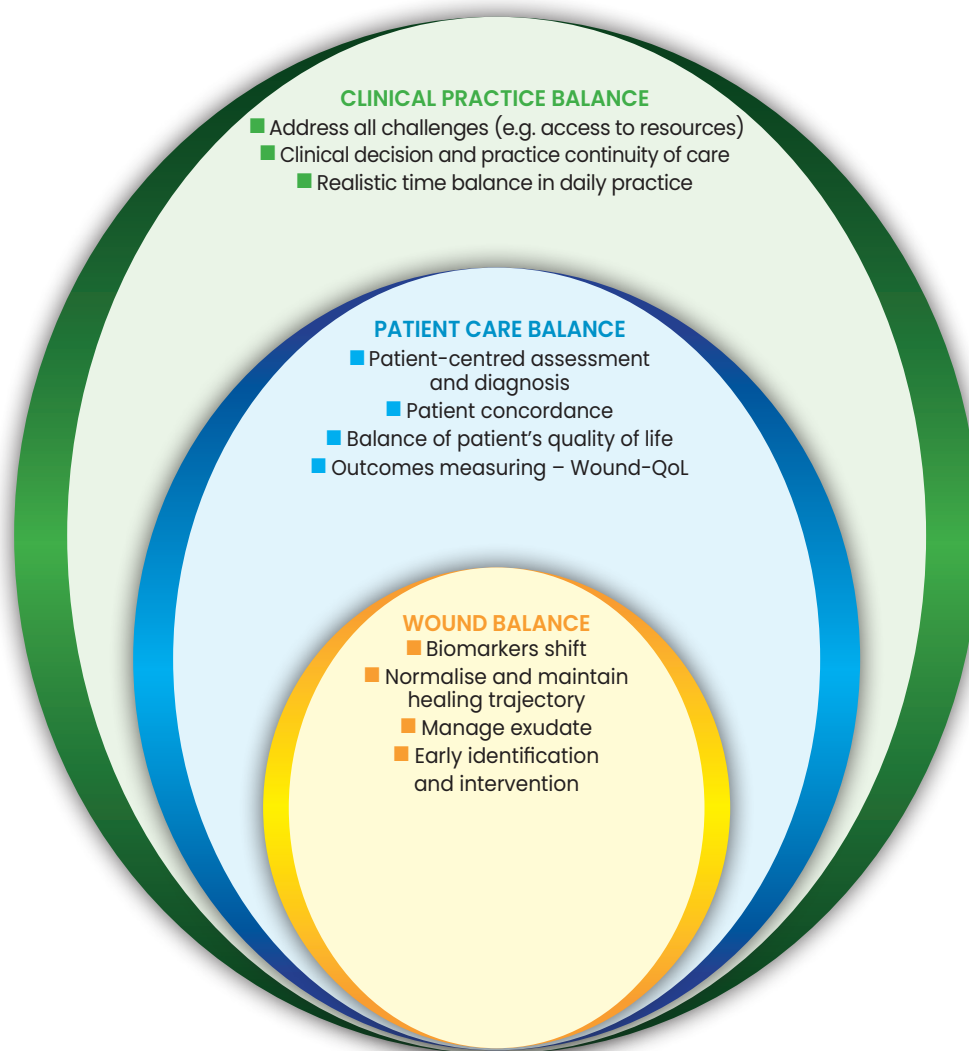 CLINICAL PRACTICE BALANCE
■ Address all challenges (e.g. access to resources)
■ Clinical decision and practice continuity of care
■ Realistic time balance in daily practice
PATIENT CARE BALANCE
■ Patient-centred assessment
and diagnosis
■ Patient concordance
■ Balance of patient’s quality of life
■ Outcomes measuring – Wound-QoL
WOUND BALANCE
■ Biomarkers shift
■ Normalise and maintain
healing trajectory
■ Manage exudate
■ Early identification
and intervention